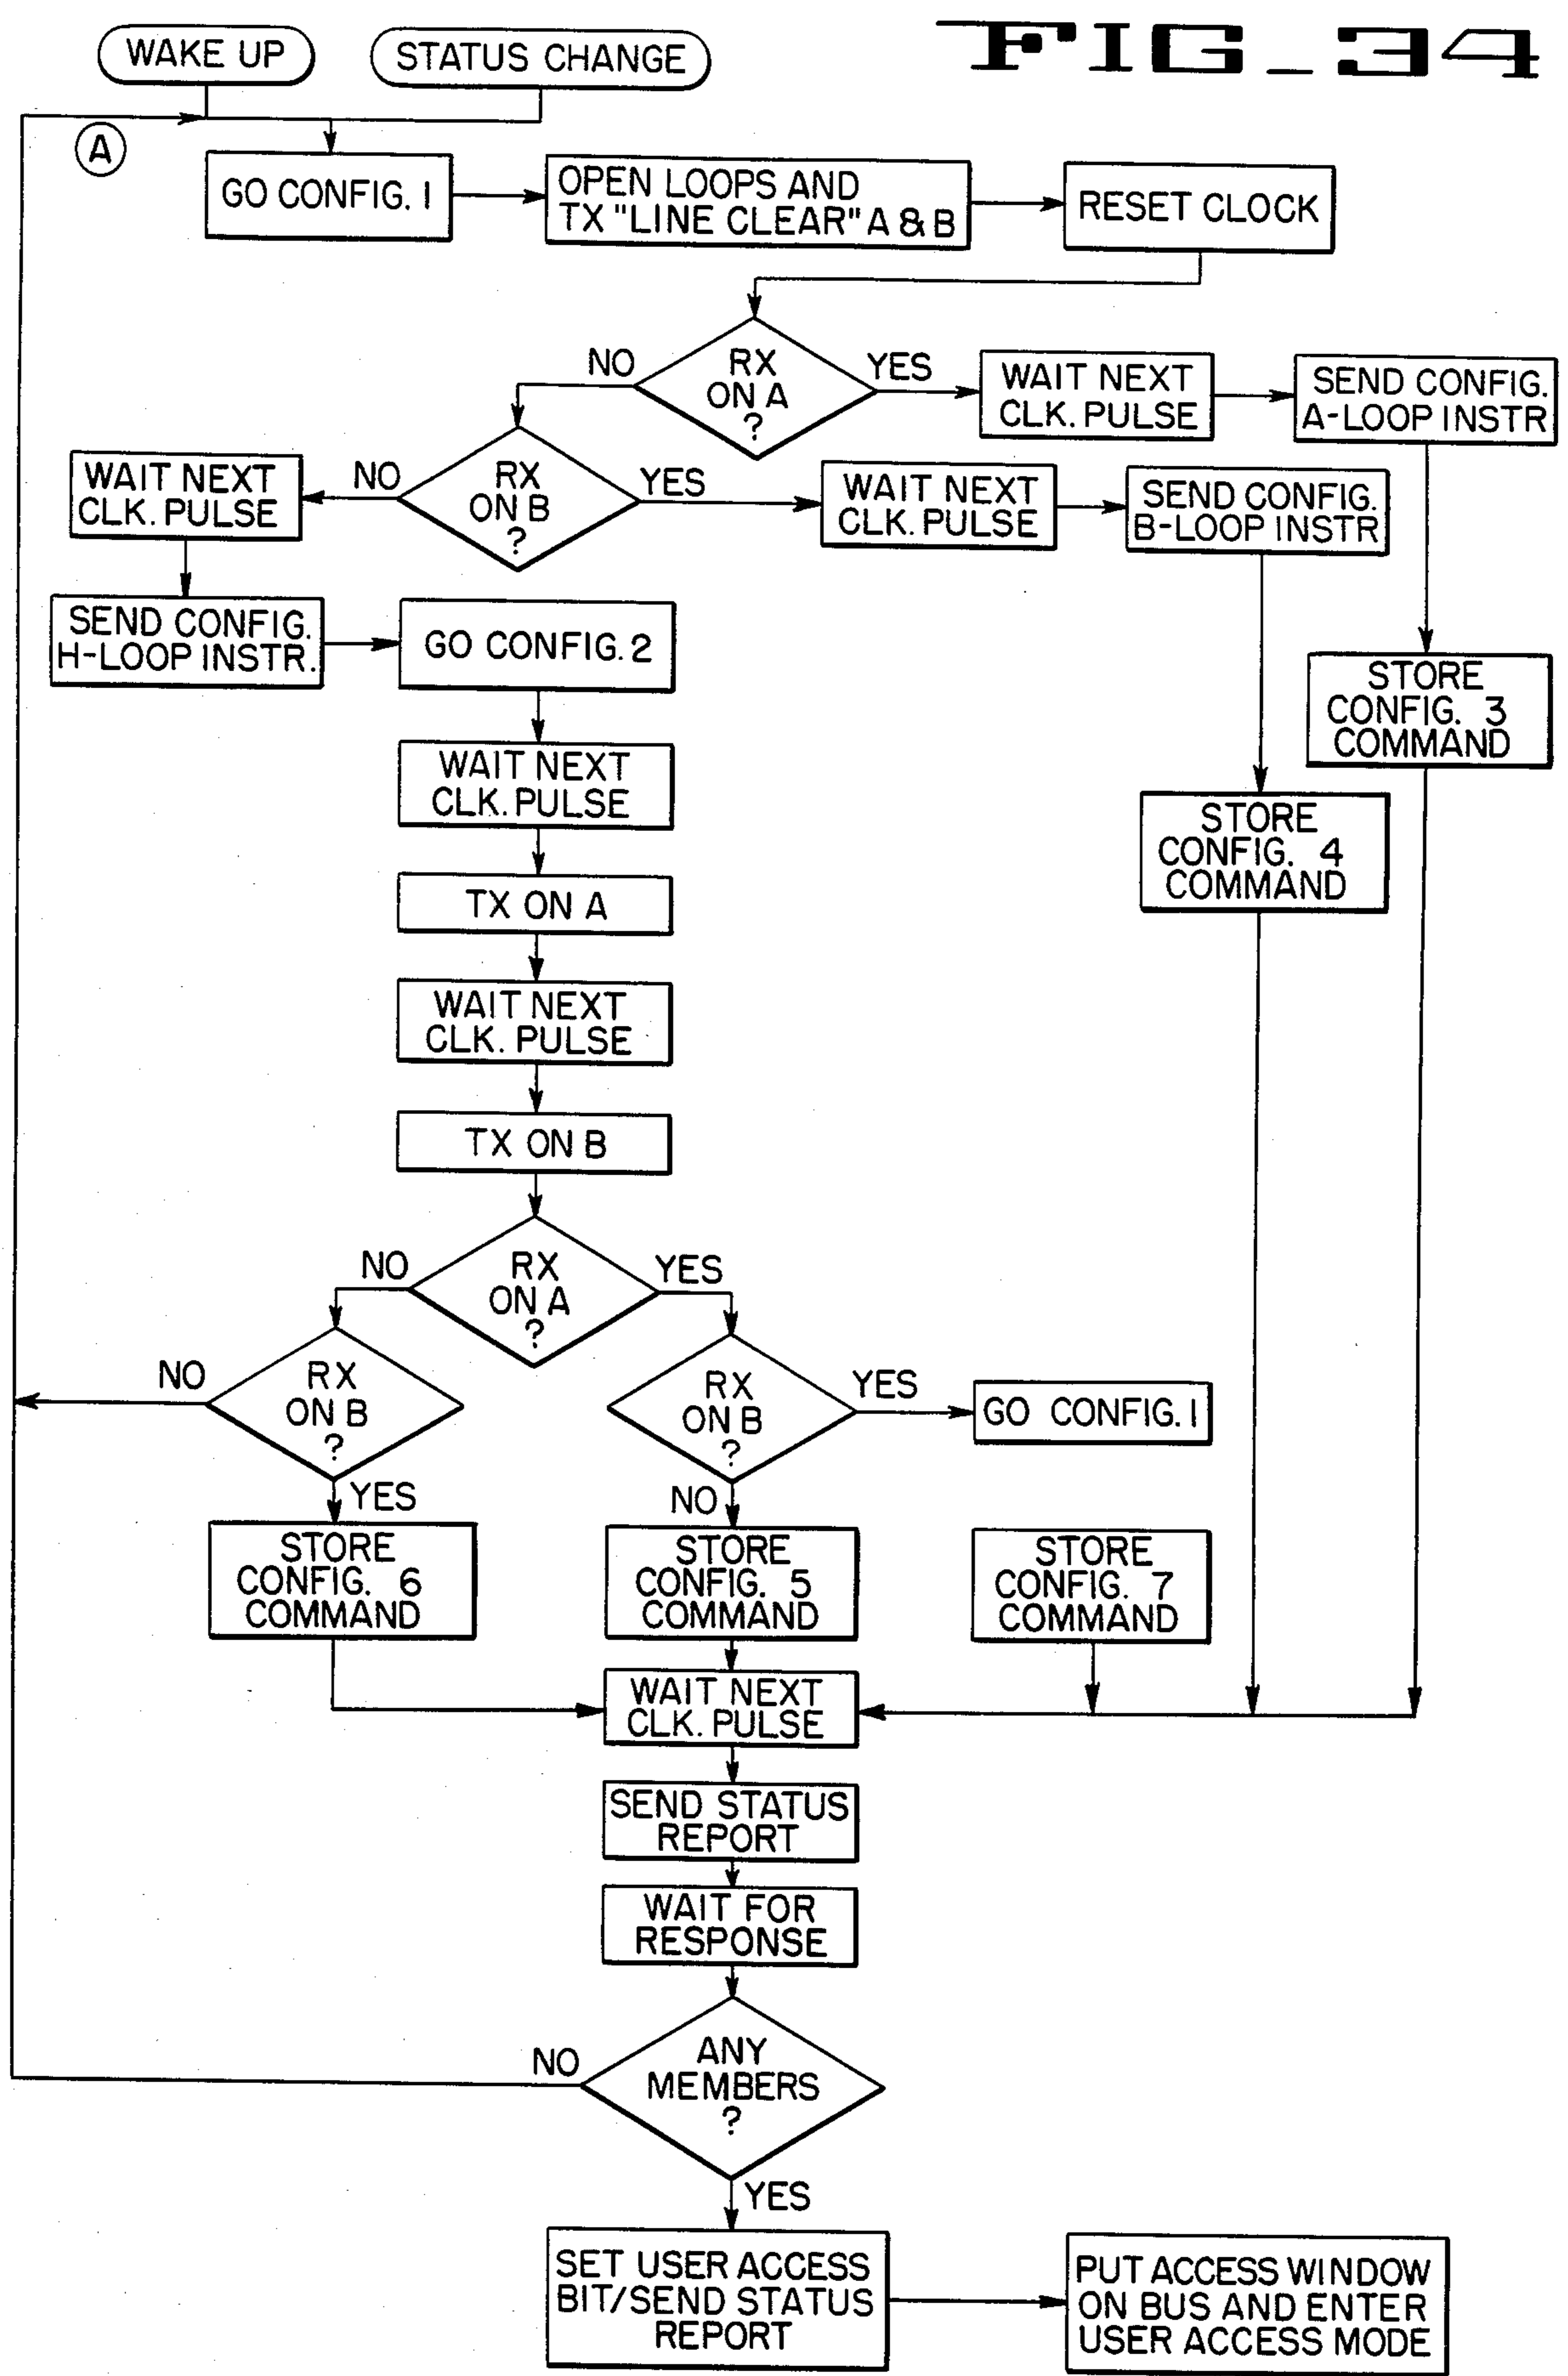 FIG_34
WAKE UP
STATUS CHANGE
A
GO CONFIG. 1
OPEN LOOPS AND
TX "LINE CLEAR" A & B
RESET CLOCK
RX
ON A
?
NO
YES
WAIT NEXT
CLK. PULSE
SEND CONFIG.
A-LOOP INSTR
RX
ON B
?
NO
YES
WAIT NEXT
CLK. PULSE
WAIT NEXT
CLK. PULSE
SEND CONFIG.
B-LOOP INSTR
SEND CONFIG.
H-LOOP INSTR.
GO CONFIG. 2
STORE
CONFIG. 3
COMMAND
WAIT NEXT
CLK. PULSE
STORE
CONFIG. 4
COMMAND
TX ON A
WAIT NEXT
CLK. PULSE
TX ON B
RX
ON A
?
NO
YES
RX
ON B
?
NO
YES
RX
ON B
?
YES
NO
GO CONFIG. 1
STORE
CONFIG. 6
COMMAND
STORE
CONFIG. 5
COMMAND
STORE
CONFIG. 7
COMMAND
WAIT NEXT
CLK. PULSE
SEND STATUS
REPORT
WAIT FOR
RESPONSE
ANY
MEMBERS
?
NO
YES
SET USER ACCESS
BIT/SEND STATUS
REPORT
PUT ACCESS WINDOW
ON BUS AND ENTER
USER ACCESS MODE